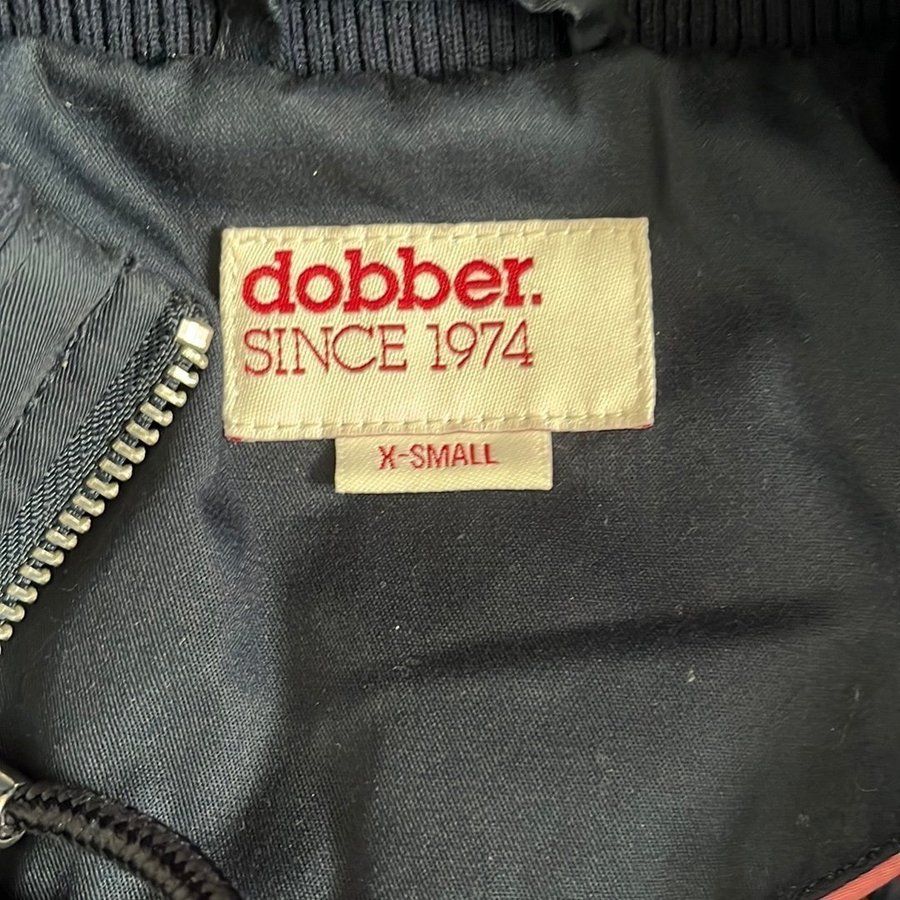 dobber.
SINCE 1974
X-SMALL